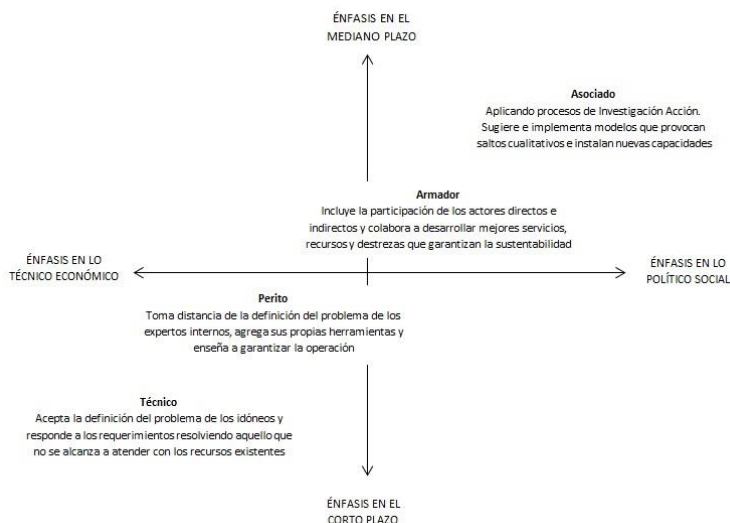 ÉNFASIS EN EL
MEDIANO PLAZO
Asociado
Aplicando procesos de Investigación Acción.
Sugiere e implementa modelos que provocan
saltos cualitativos e instalan nuevas capacidades
Armador
Incluye la participación de los actores directos e
indirectos y colabora a desarrollar mejores servicios,
recursos y destrezas que garantizan la sustentabilidad
ÉNFASIS EN LO
TÉCNICO ECONÓMICO
ÉNFASIS EN LO
POLÍTICO SOCIAL
Perito
Toma distancia de la definición del problema de los
expertos internos, agrega sus propias herramientas y
enseña a garantizar la operación
Técnico
Acepta la definición del problema de los idóneos y
responde a los requerimientos resolviendo aquello que
no se alcanza a atender con los recursos existentes
ÉNFASIS EN EL
CORTO PLAZO